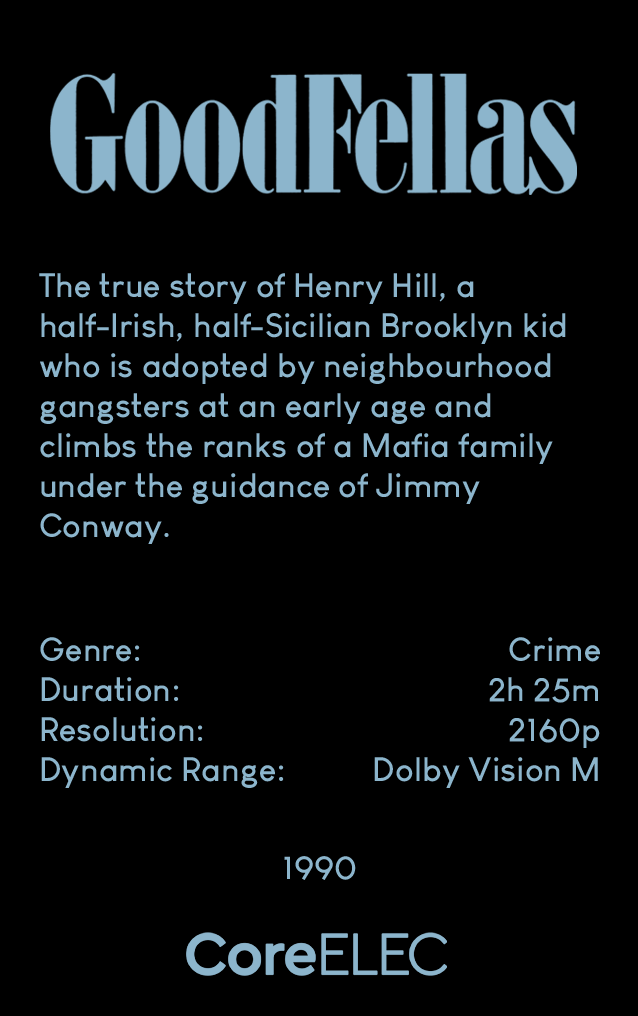 GoodFellas
The true story of Henry Hill, a
half-Irish, half-Sicilian Brooklyn kid
who is adopted by neighbourhood
gangsters at an early age and
climbs the ranks of a Mafia family
under the guidance of Jimmy
Conway.
Genre: Crime
Duration: 2h 25m
Resolution: 2160p
Dynamic Range: Dolby Vision M
1990
CoreELEC